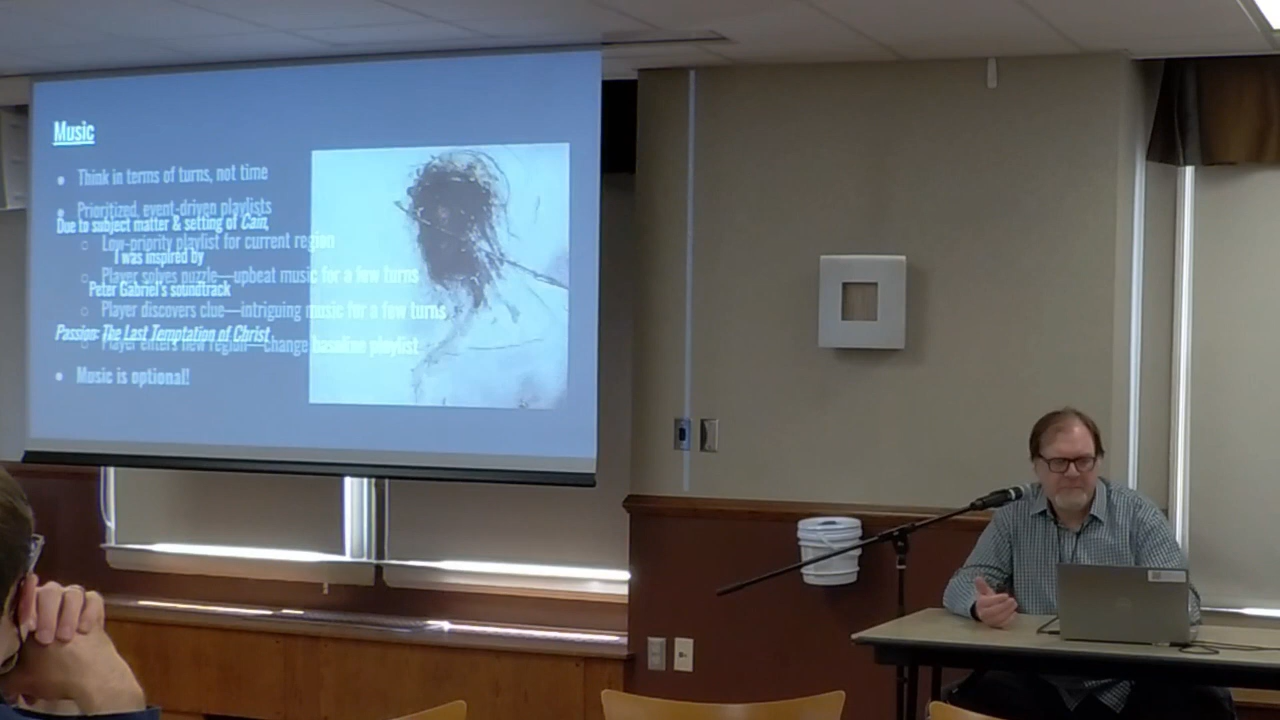 Music
Think in terms of turns, not time
Prioritized, event-driven playlists
Due to subject matter & setting of Cain,
Low-priority playlist for current region
I was inspired by
Player solves puzzle—upbeat music for a few turns
Peter Gabriel's soundtrack
Player discovers clue—intriguing music for a few turns
Passion: The Last Temptation of Christ
Player enters new region—change baseline playlist
Music is optional!